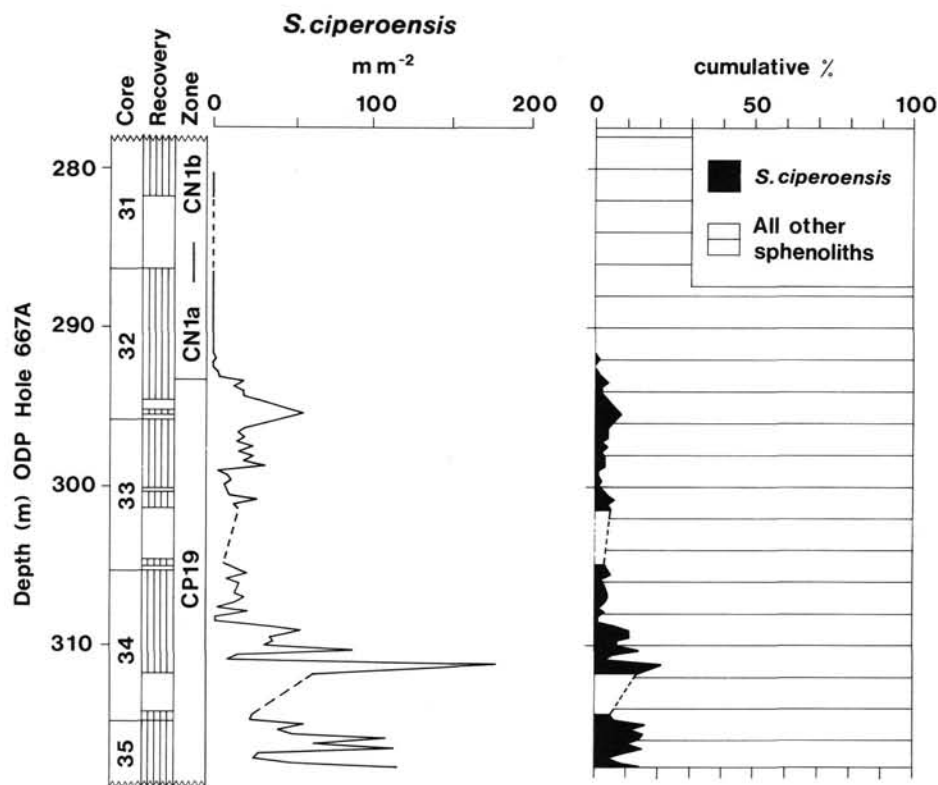 S.ciperoensis
mm-2
cumulative %
Core
Recovery
Zone
0
100
200
0
50
100
Depth (m) ODP Hole 667A
280
290
300
310
31
32
33
34
35
CN1b
CN1a
CP19
S. ciperoensis
All other
sphenoliths